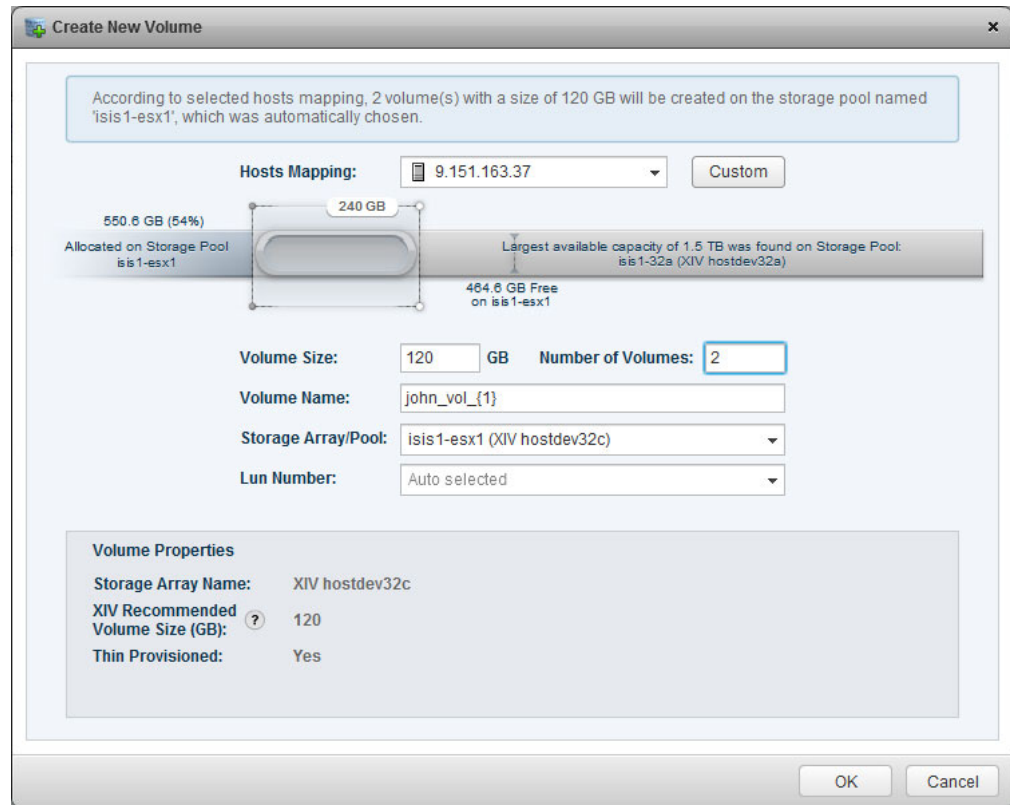 Create New Volume
According to selected hosts mapping, 2 volume(s) with a size of 120 GB will be created on the storage pool named
'isis1-esx1', which was automatically chosen.
Hosts Mapping: 9.151.163.37 Custom
240 GB
550.6 GB (54%)
Allocated on Storage Pool
isis1-esx1
Largest available capacity of 1.5 TB was found on Storage Pool:
isis1-32a (XIV hostdev32a)
464.6 GB Free
on isis1-esx1
Volume Size: 120 GB Number of Volumes: 2
Volume Name: john_vol_{1}
Storage Array/Pool: isis1-esx1 (XIV hostdev32c)
Lun Number: Auto selected
Volume Properties
Storage Array Name: XIV hostdev32c
XIV Recommended
Volume Size (GB): ? 120
Thin Provisioned: Yes
OK Cancel